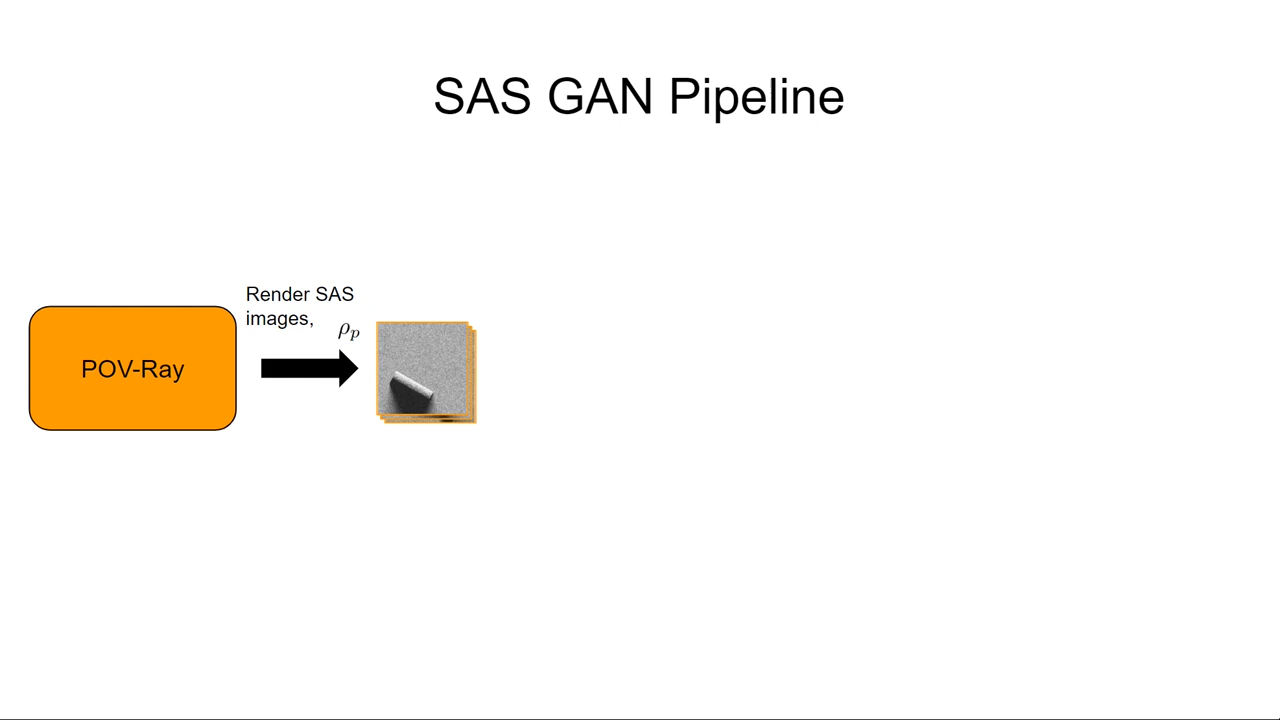 SAS GAN Pipeline
Render SAS
images, ρₚ
POV-Ray